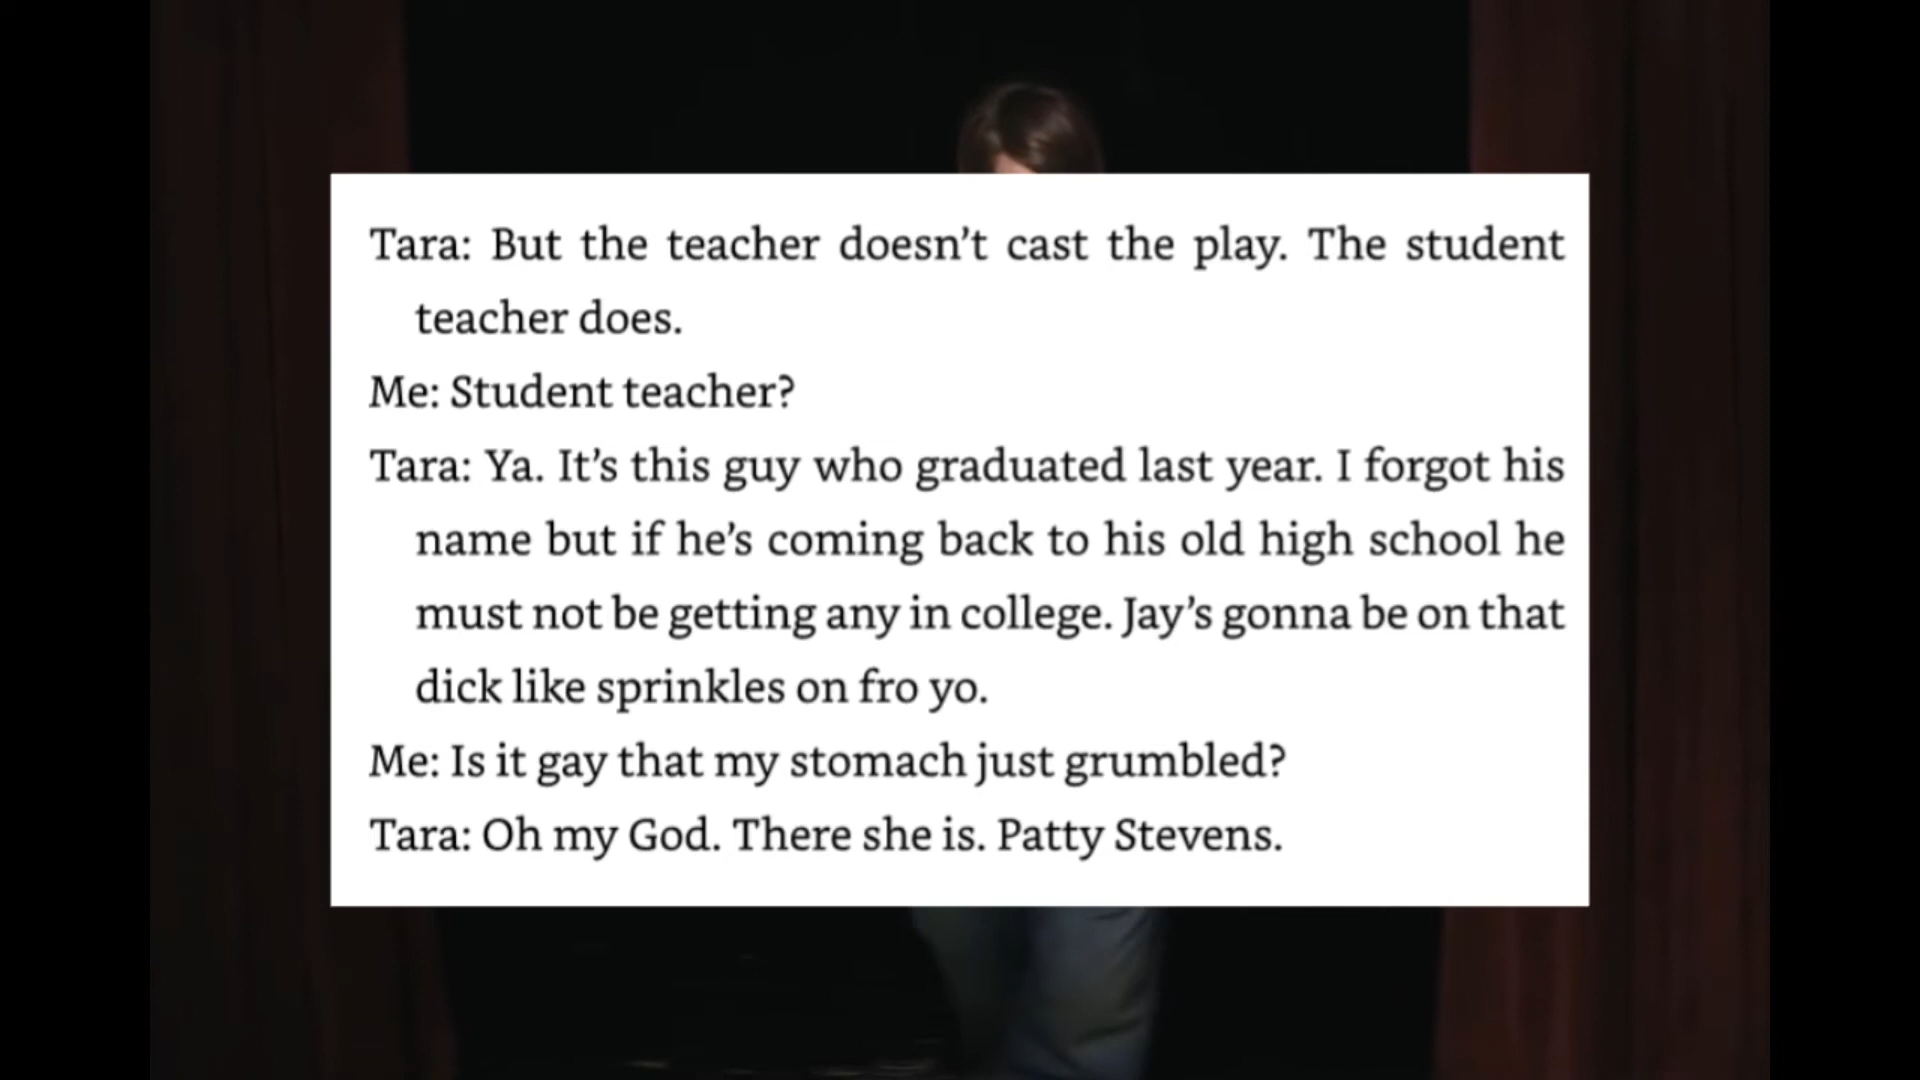 Tara: But the teacher doesn’t cast the play. The student
teacher does.
Me: Student teacher?
Tara: Ya. It’s this guy who graduated last year. I forgot his
name but if he’s coming back to his old high school he
must not be getting any in college. Jay’s gonna be on that
dick like sprinkles on fro yo.
Me: Is it gay that my stomach just grumbled?
Tara: Oh my God. There she is. Patty Stevens.